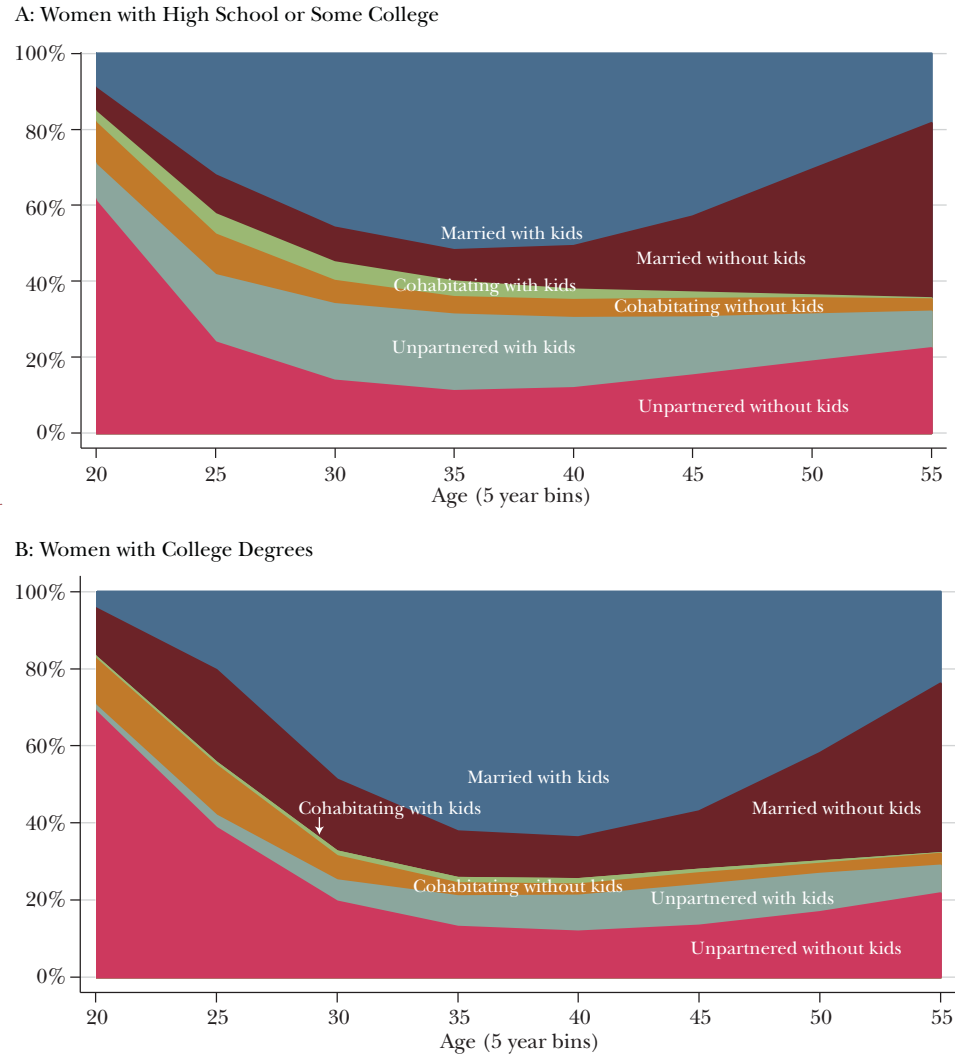 A: Women with High School or Some College
100%
80%
60%
40%
20%
0%
Married with kids
Married without kids
Cohabitating with kids
Cohabitating without kids
Unpartnered with kids
Unpartnered without kids
20 25 30 35 40 45 50 55
Age (5 year bins)
B: Women with College Degrees
100%
80%
60%
40%
20%
0%
Married with kids
Cohabitating with kids
Married without kids
Cohabitating without kids
Unpartnered with kids
Unpartnered without kids
20 25 30 35 40 45 50 55
Age (5 year bins)